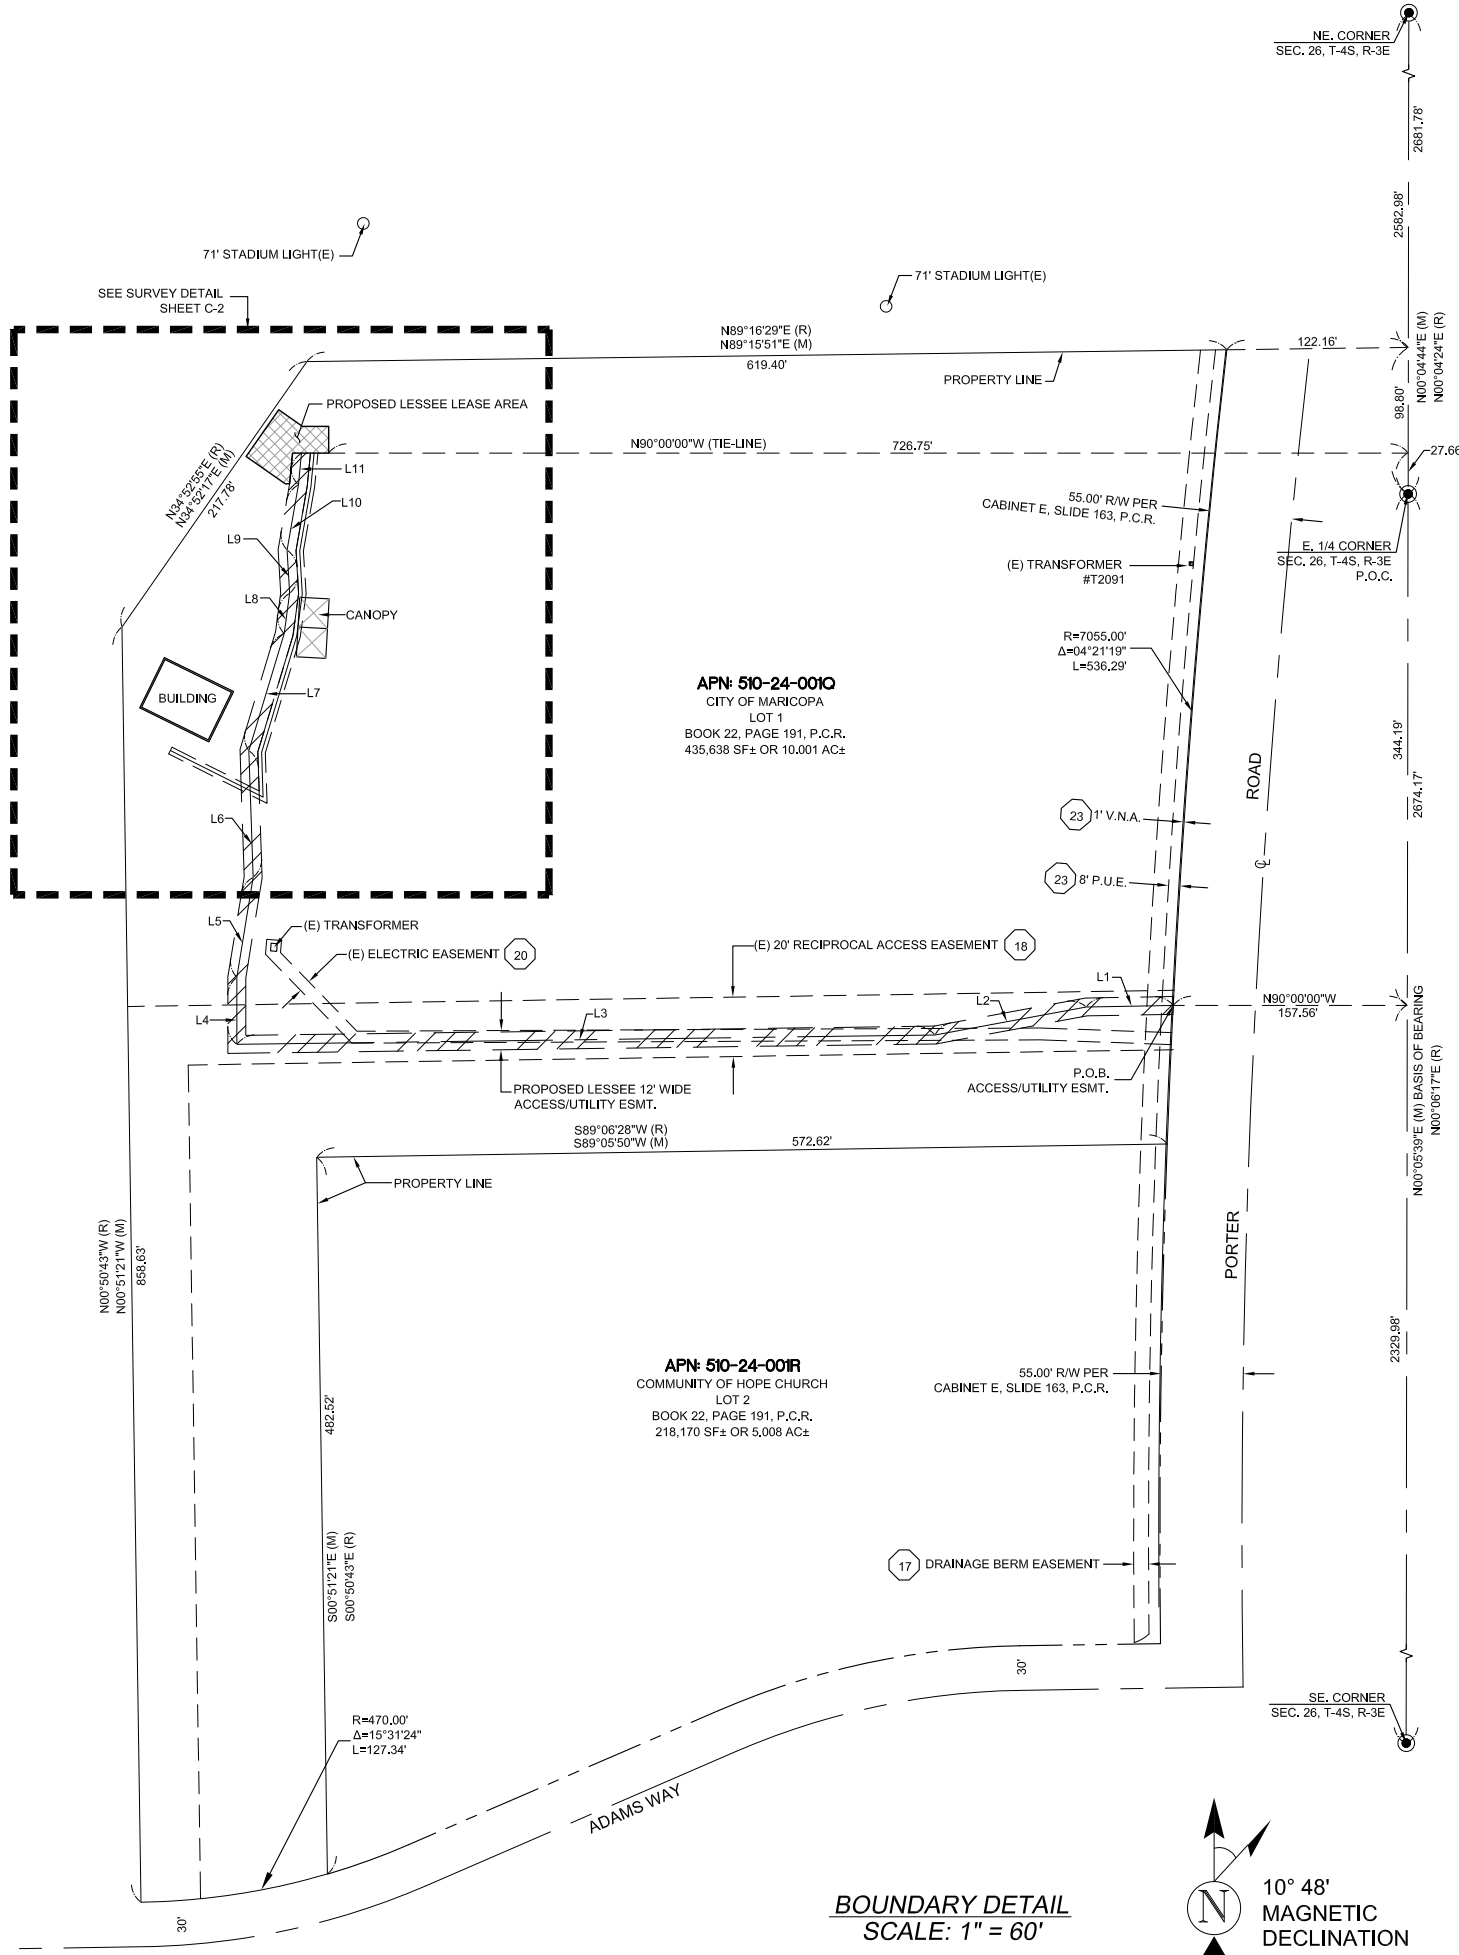 NE. CORNER
SEC. 26, T-4S, R-3E
2681.78'
2582.98'
71' STADIUM LIGHT(E)
71' STADIUM LIGHT(E)
SEE SURVEY DETAIL
SHEET C-2
N89°16'29"E (R)
N89°15'51"E (M)
619.40'
122.16'
N00°04'44"E (M)
N00°04'24"E (R)
PROPERTY LINE
98.80'
PROPOSED LESSEE LEASE AREA
N34°52'55"E (R)
N34°52'17"E (M)
217.78'
N90°00'00"W (TIE-LINE)
726.75'
27.66
L11
L10
55.00' R/W PER
CABINET E, SLIDE 163, P.C.R.
L9
E. 1/4 CORNER
SEC. 26, T-4S, R-3E
P.O.C.
(E) TRANSFORMER
#T2091
L8
CANOPY
R=7055.00'
Δ=04°21'19"
L=536.29'
BUILDING
L7
APN: 510-24-001Q
CITY OF MARICOPA
LOT 1
BOOK 22, PAGE 191, P.C.R.
435,638 SF± OR 10.001 AC±
344.19'
2674.17'
ROAD
L6
23 1' V.N.A.
℄
23 8' P.U.E.
L5
(E) TRANSFORMER
(E) ELECTRIC EASEMENT 20
(E) 20' RECIPROCAL ACCESS EASEMENT 18
L1
L2
N90°00'00"W
157.56'
L4
L3
P.O.B.
ACCESS/UTILITY ESMT.
PROPOSED LESSEE 12' WIDE
ACCESS/UTILITY ESMT.
N00°05'39"E (M) BASIS OF BEARING
N00°06'17"E (R)
S89°06'28"W (R)
S89°05'50"W (M)
572.62'
PROPERTY LINE
N00°50'43"W (R)
N00°51'21"W (M)
858.63'
PORTER
2329.98'
APN: 510-24-001R
COMMUNITY OF HOPE CHURCH
LOT 2
BOOK 22, PAGE 191, P.C.R.
218,170 SF± OR 5.008 AC±
55.00' R/W PER
CABINET E, SLIDE 163, P.C.R.
482.52'
S00°51'21"E (M)
S00°50'43"E (R)
17 DRAINAGE BERM EASEMENT
30'
SE. CORNER
SEC. 26, T-4S, R-3E
R=470.00'
Δ=15°31'24"
L=127.34'
ADAMS WAY
30'
BOUNDARY DETAIL
SCALE: 1" = 60'
N
10° 48'
MAGNETIC
DECLINATION